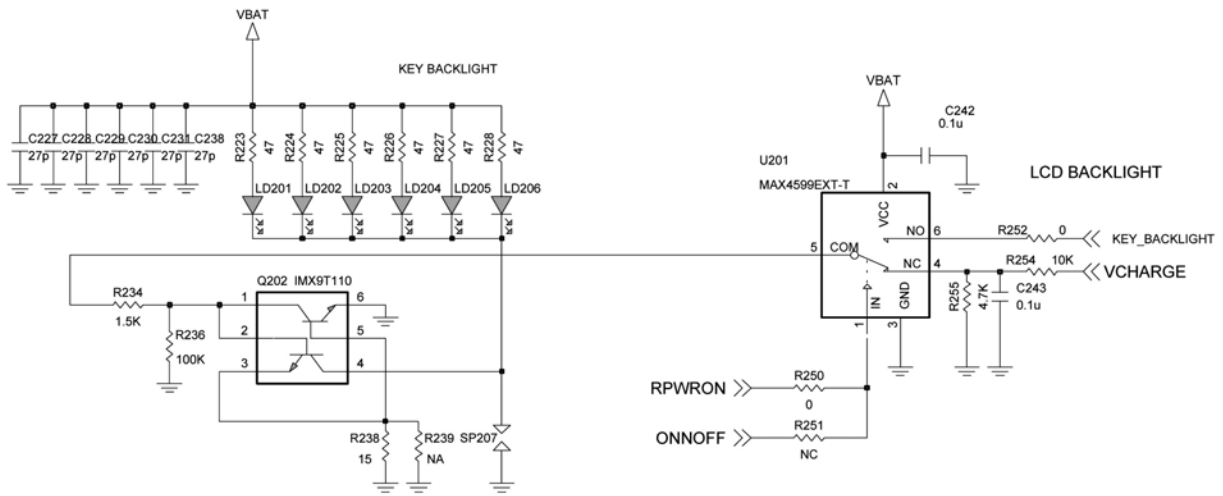 VBAT
KEY BACKLIGHT
C227
27p
C228
27p
C229
27p
C230
27p
C231
27p
C238
27p
R223
47
R224
47
R225
47
R226
47
R227
47
R228
47
LD201
LD202
LD203
LD204
LD205
LD206
Q202 IMX9T110
1
2
3
6
5
4
R234
1.5K
R236
100K
R238
15
R239
NA
SP207
VBAT
C242
0.1u
U201
MAX4599EXT-T
LCD BACKLIGHT
2
VCC
5
COM
NO
6
NC
4
IN
1
GND
3
R252
0
KEY_BACKLIGHT
R254
10K
VCHARGE
R255
4.7K
C243
0.1u
RPWRON
R250
0
ONNOFF
R251
NC